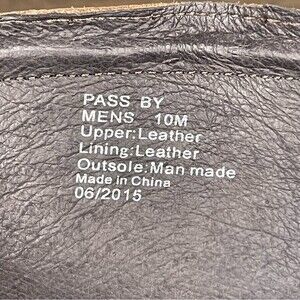 PASS BY
MENS 10M
Upper:Leather
Lining:Leather
Outsole:Man made
Made in China
06/2015